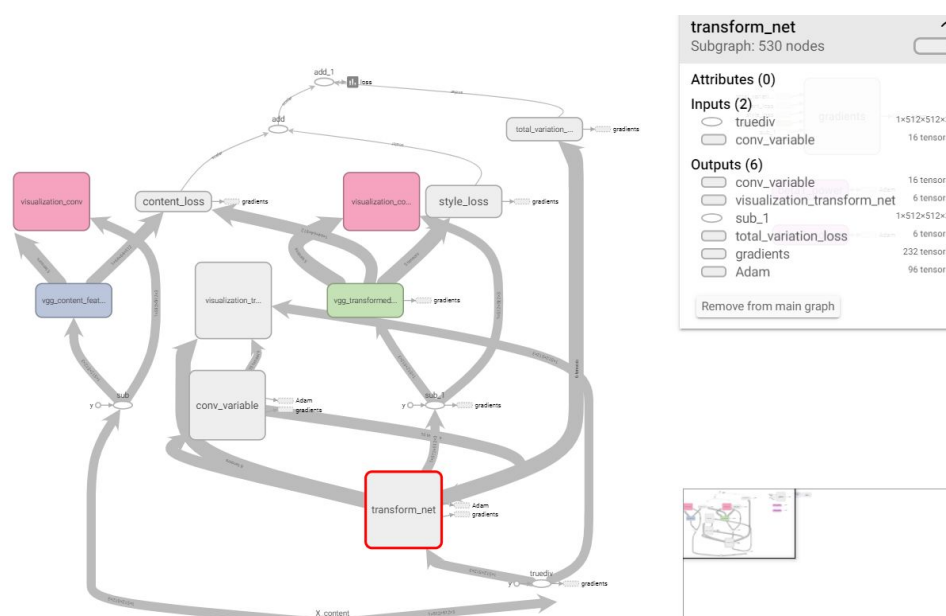 add_1
loss
add
total_variation_...
gradients
visualization_conv
content_loss
gradients
visualization_co...
style_loss
gradients
vgg_content_feat...
visualization_tr...
vgg_transformed...
gradients
sub
y
conv_variable
Adam
gradients
sub_1
y
gradients
transform_net
Adam
gradients
truediv
y
gradients
X_content
transform_net
Subgraph: 530 nodes
Attributes (0)
Inputs (2)
truediv 1×512×512×
conv_variable 16 tensor
Outputs (6)
conv_variable 16 tensor
visualization_transform_net 6 tensor
sub_1 1×512×512×
total_variation_loss 6 tensor
gradients 232 tensor
Adam 96 tensor
gradients
Remove from main graph